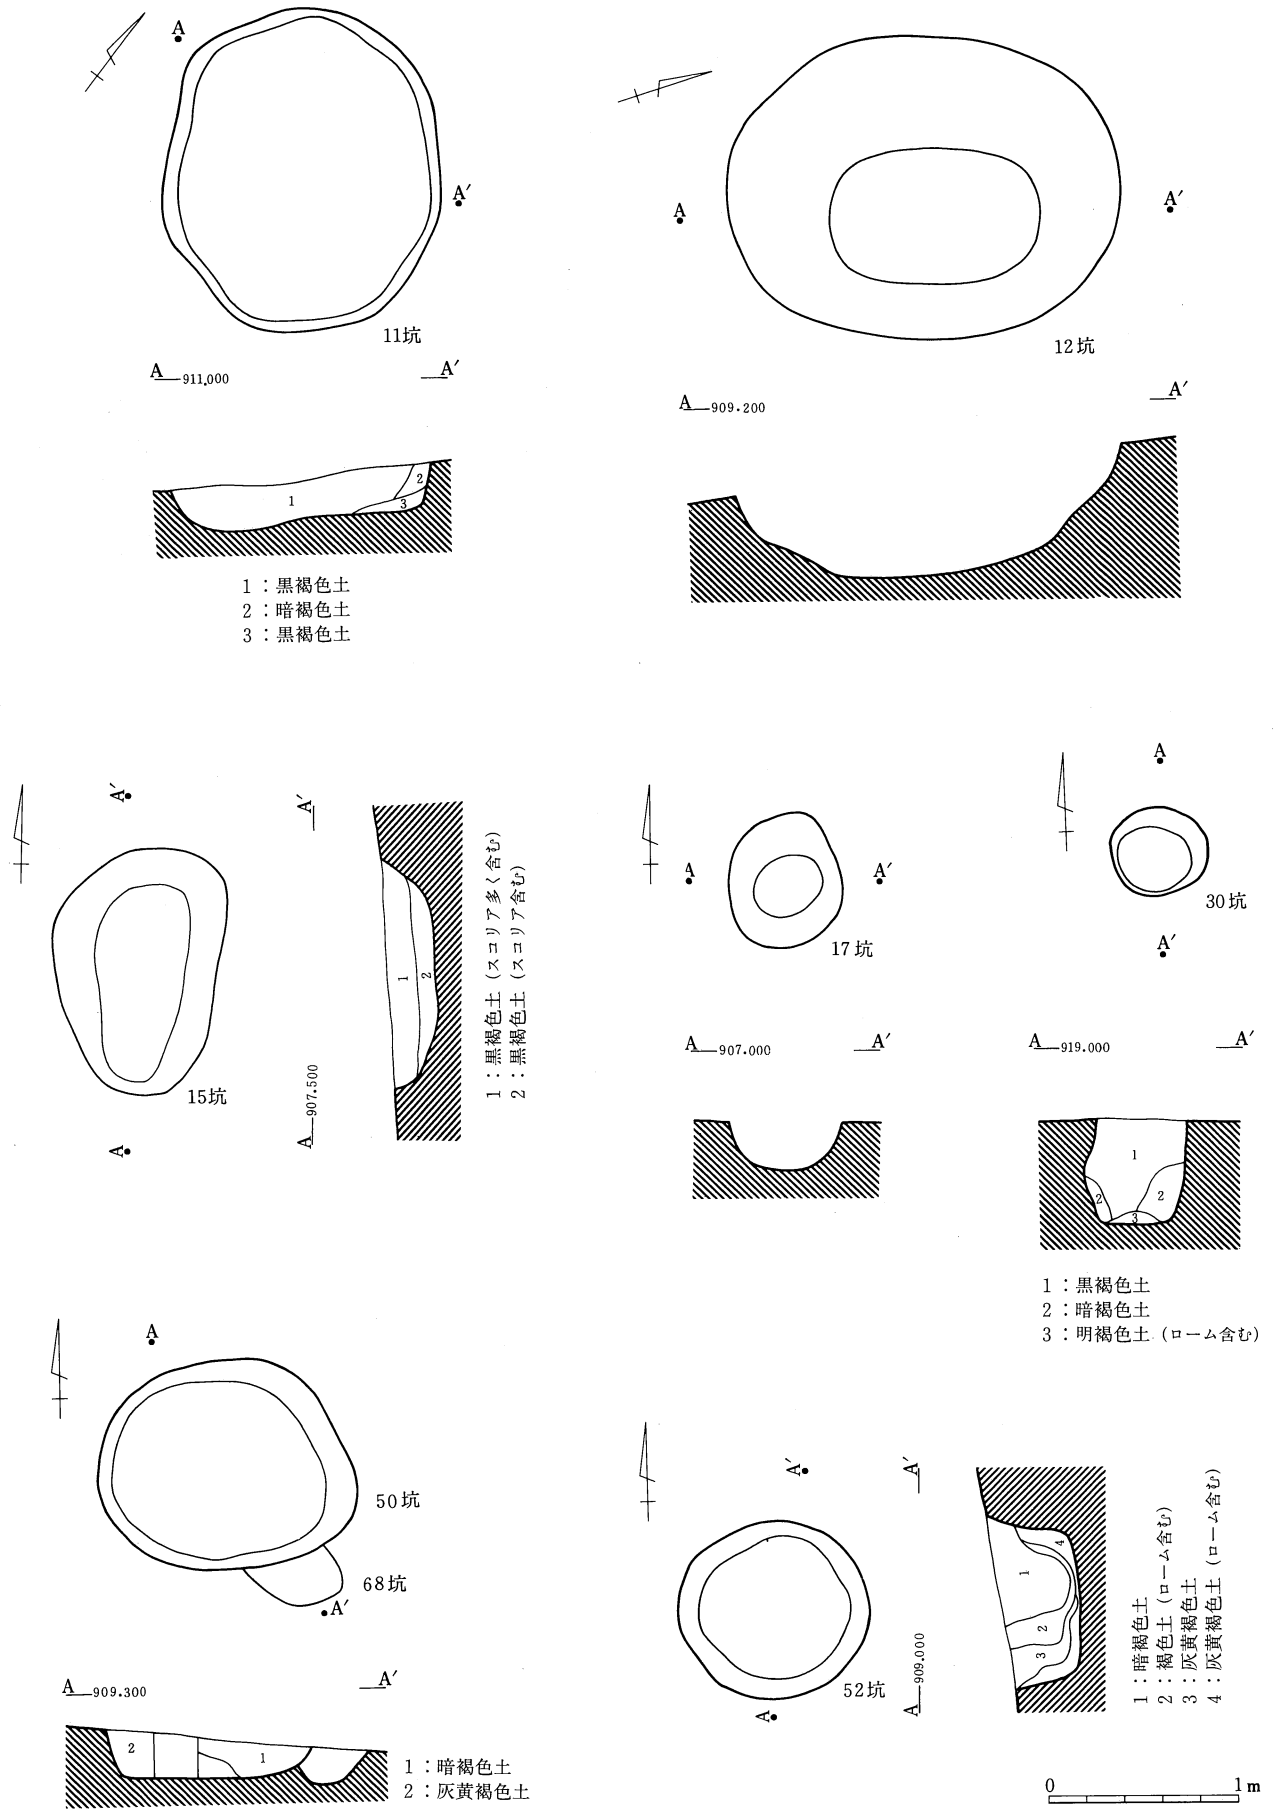 A
A′
11坑
A 911.000 A′
1
2
3
1：黒褐色土
2：暗褐色土
3：黒褐色土
A
A′
12坑
A 909.200 A′
A′
15坑
A
A 907.500 A′
1
2
1：黒褐色土（スコリア多く含む）
2：黒褐色土（スコリア含む）
A
A′
17坑
A 907.000 A′
A
30坑
A′
A 919.000 A′
1
2
2
3
1：黒褐色土
2：暗褐色土
3：明褐色土（ローム含む）
A
50坑
68坑
A′
A 909.300 A′
2
1
1：暗褐色土
2：灰黄褐色土
A′
52坑
A
A 909.000 A′
1
2
3
4
1：暗褐色土
2：褐色土（ローム含む）
3：灰黄褐色土
4：灰黄褐色土（ローム含む）
0 1m